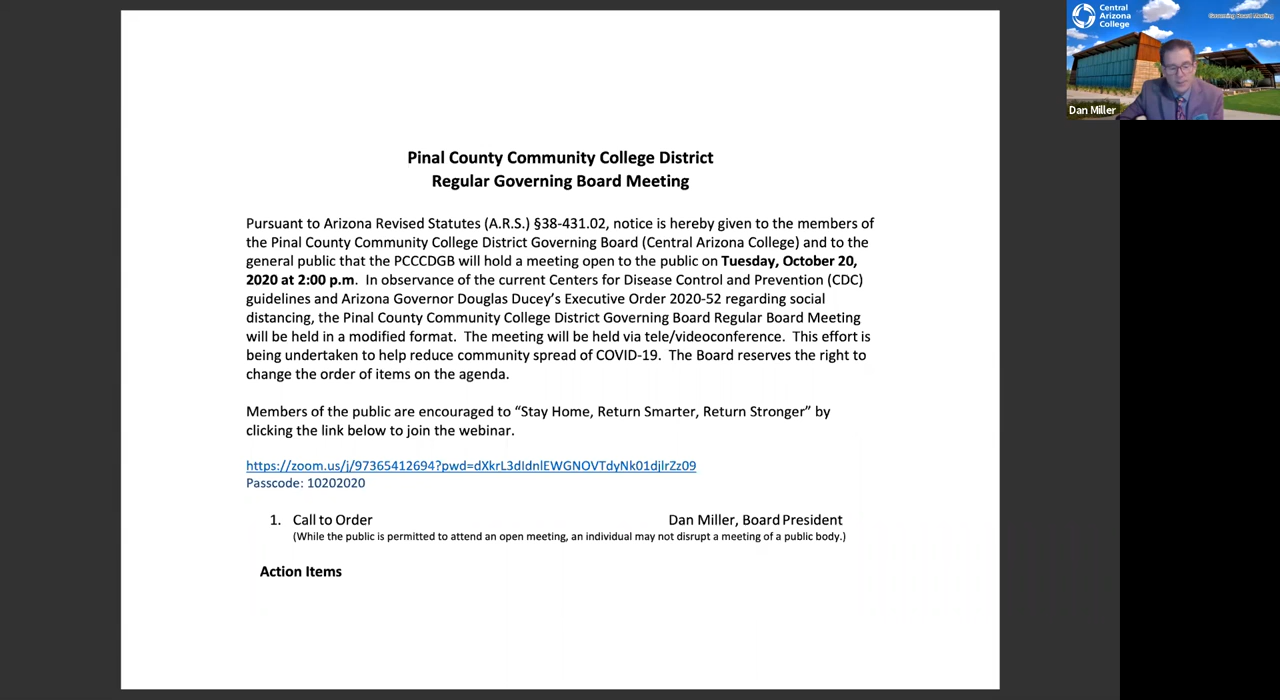 Central
Arizona
College
Governing Board Meeting
Dan Miller
Pinal County Community College District
Regular Governing Board Meeting
Pursuant to Arizona Revised Statutes (A.R.S.) §38-431.02, notice is hereby given to the members of
the Pinal County Community College District Governing Board (Central Arizona College) and to the
general public that the PCCCDGB will hold a meeting open to the public on Tuesday, October 20,
2020 at 2:00 p.m. In observance of the current Centers for Disease Control and Prevention (CDC)
guidelines and Arizona Governor Douglas Ducey’s Executive Order 2020-52 regarding social
distancing, the Pinal County Community College District Governing Board Regular Board Meeting
will be held in a modified format. The meeting will be held via tele/videoconference. This effort is
being undertaken to help reduce community spread of COVID-19. The Board reserves the right to
change the order of items on the agenda.
Members of the public are encouraged to “Stay Home, Return Smarter, Return Stronger” by
clicking the link below to join the webinar.
https://zoom.us/j/97365412694?pwd=dXkrL3dIdnlEWGNOVTdyNk01djlrZz09
Passcode: 10202020
1. Call to Order Dan Miller, Board President
(While the public is permitted to attend an open meeting, an individual may not disrupt a meeting of a public body.)
Action Items